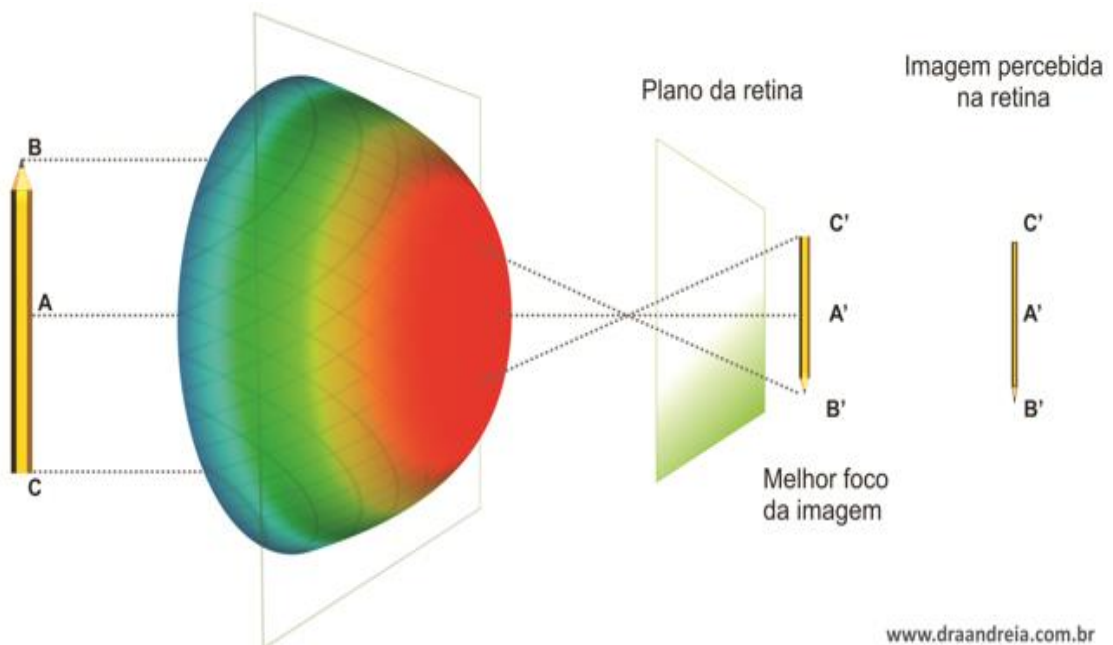 Plano da retina
Imagem percebida
na retina
B
A
C
C'
A'
B'
C'
A'
B'
Melhor foco
da imagem
www.draandreia.com.br